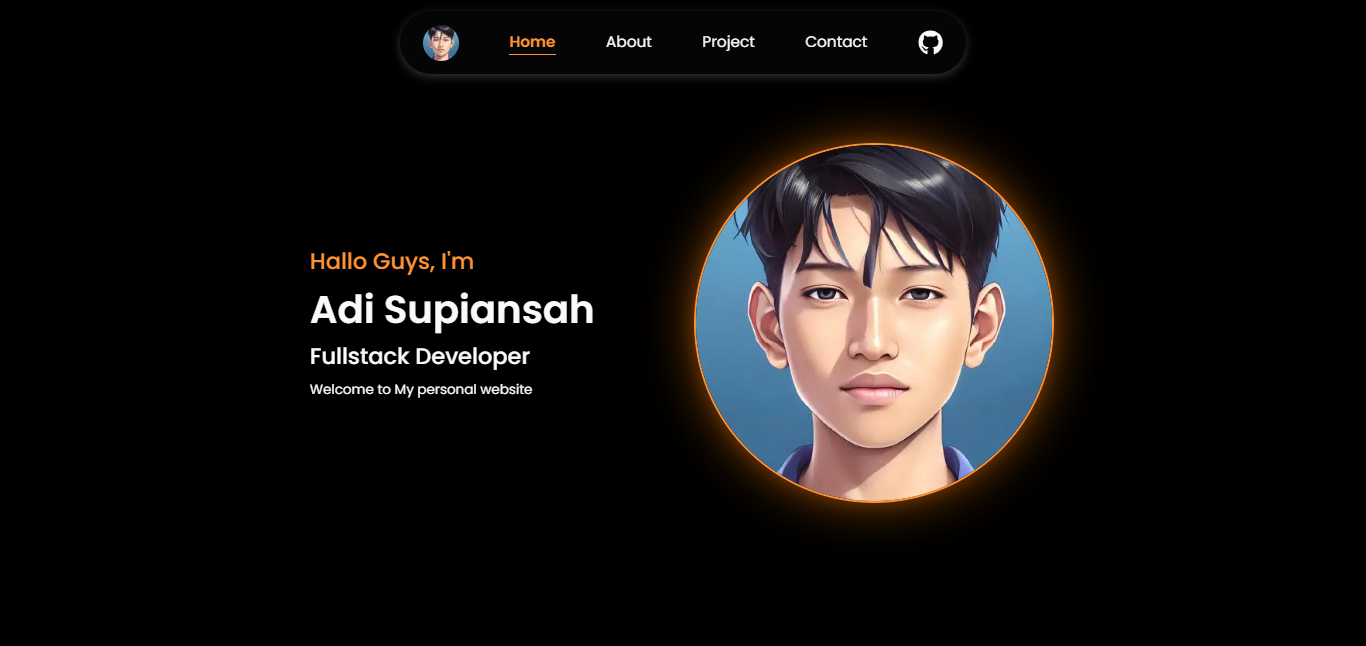 Home About Project Contact
Hallo Guys, I'm
Adi Supiansah
Fullstack Developer
Welcome to My personal website